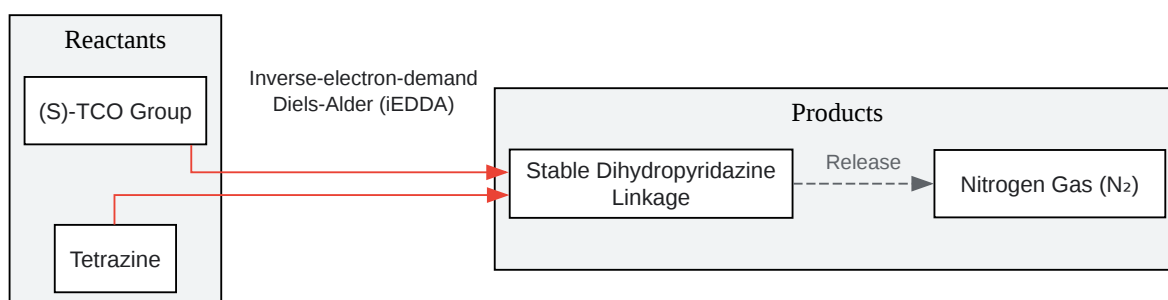 Reactants
(S)-TCO Group
Tetrazine
Inverse-electron-demand
Diels-Alder (iEDDA)
Products
Stable Dihydropyridazine
Linkage
Release
Nitrogen Gas (N₂)